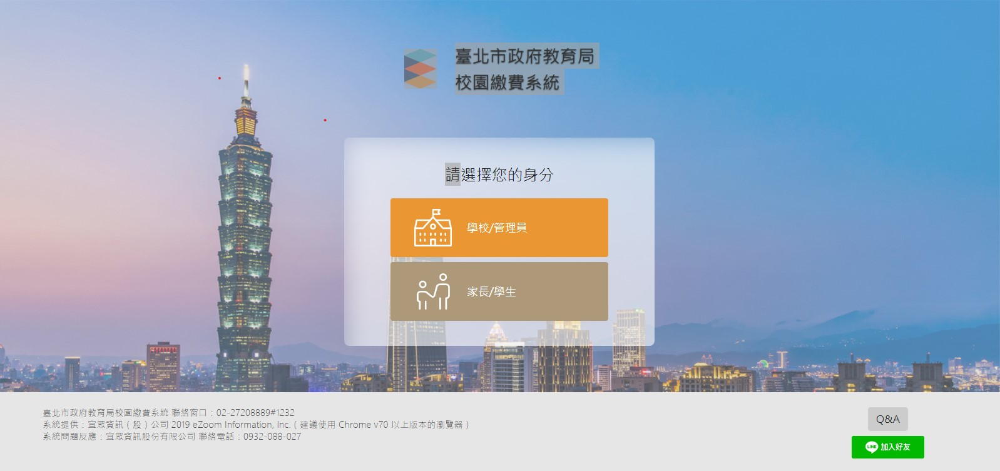 臺北市政府教育局
校園繳費系統
請選擇您的身分
學校/管理員
家長/學生
臺北市政府教育局校園繳費系統 聯絡窗口：02-27208889#1232
系統提供：宜眾資訊（股）公司 2019 eZoom Information, Inc.（建議使用 Chrome v70 以上版本的瀏覽器）
系統問題反應：宜眾資訊股份有限公司 聯絡電話：0932-088-027
Q&A
LINE 加入好友